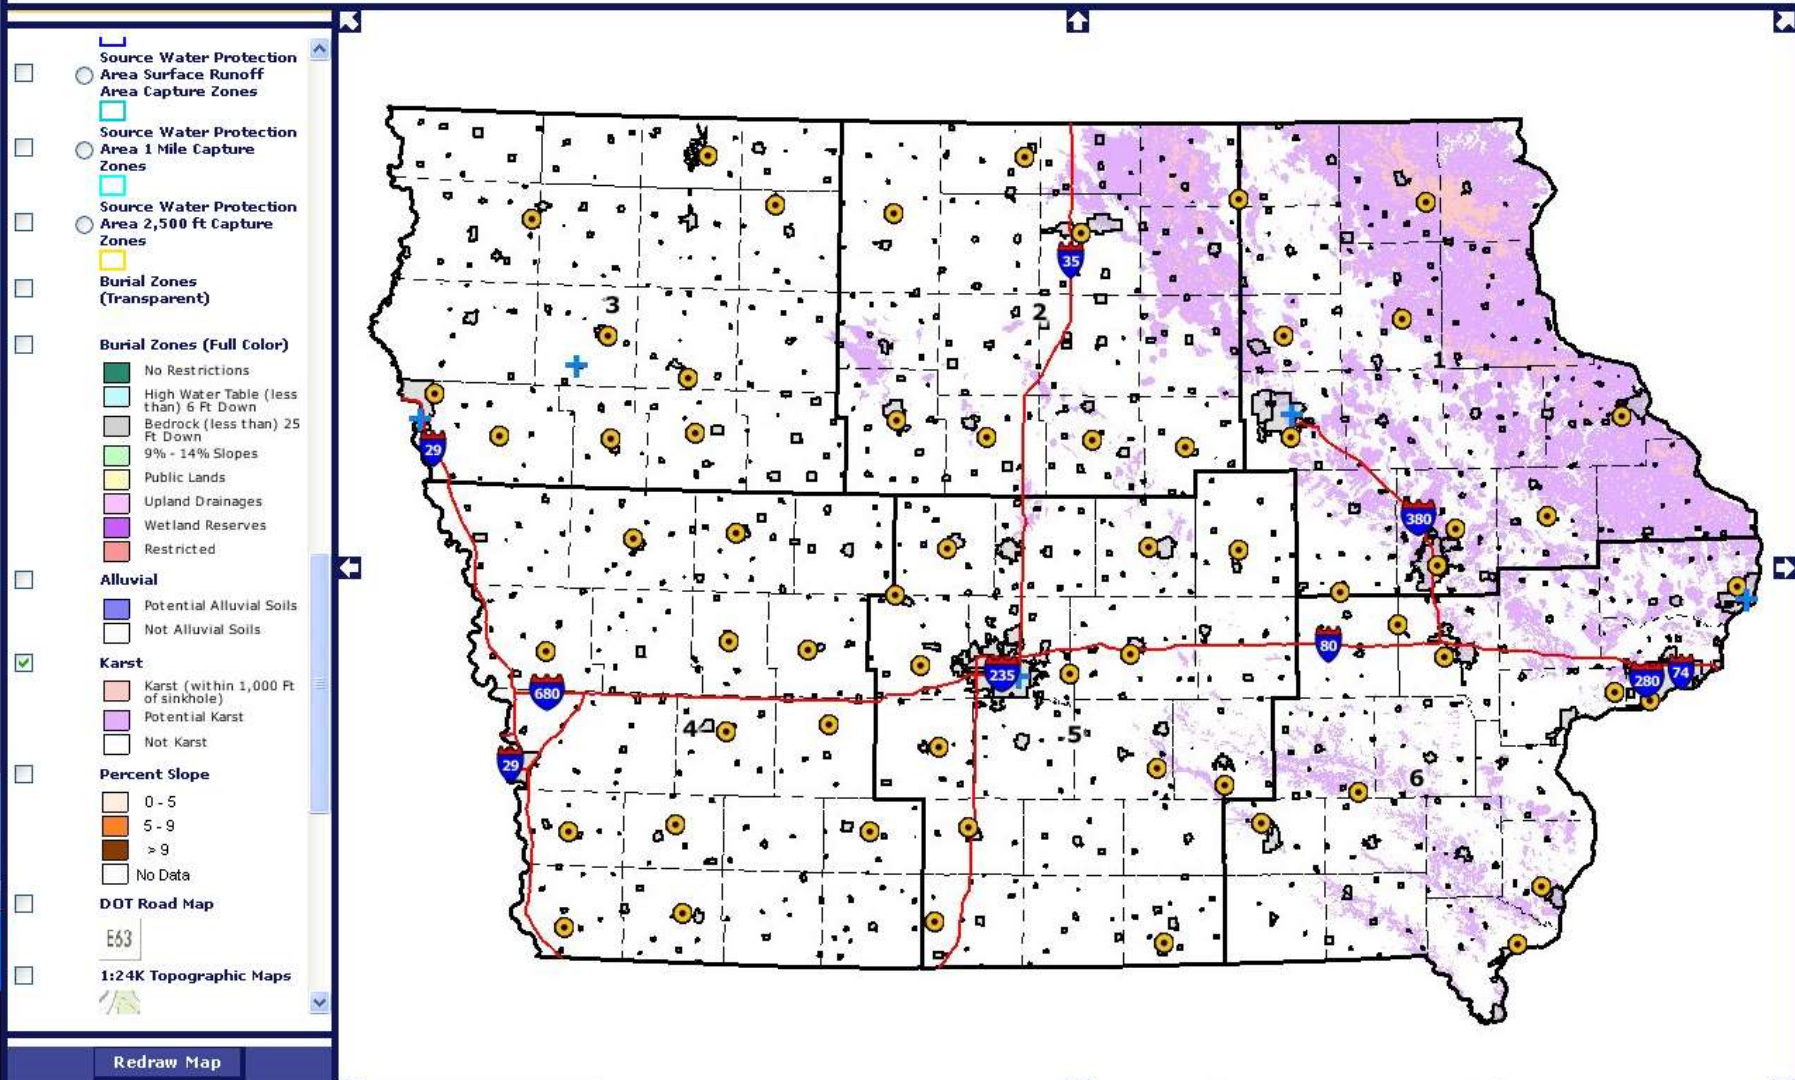 Source Water Protection
Area Surface Runoff
Area Capture Zones
Source Water Protection
Area 1 Mile Capture
Zones
Source Water Protection
Area 2,500 ft Capture
Zones
Burial Zones
(Transparent)
Burial Zones (Full Color)
No Restrictions
High Water Table (less
than) 6 Ft Down
Bedrock (less than) 25
Ft Down
9% - 14% Slopes
Public Lands
Upland Drainages
Wetland Reserves
Restricted
Alluvial
Potential Alluvial Soils
Not Alluvial Soils
Karst
Karst (within 1,000 Ft
of sinkhole)
Potential Karst
Not Karst
Percent Slope
0 - 5
5 - 9
> 9
No Data
DOT Road Map
E63
1:24K Topographic Maps
Redraw Map
35
3
2
1
29
380
80
235
680
280
74
4
5
29
6